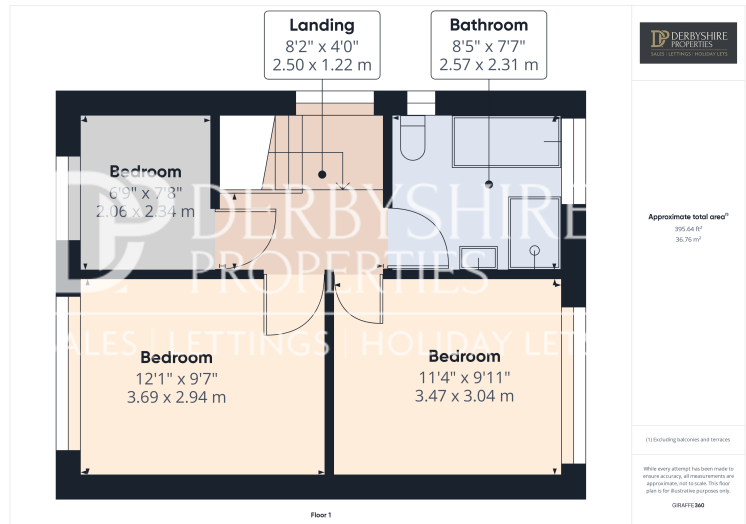 Landing
8'2" x 4'0"
2.50 x 1.22 m
Bathroom
8'5" x 7'7"
2.57 x 2.31 m
DERBYSHIRE
PROPERTIES
SALES | LETTINGS | HOLIDAY LETS
Bedroom
6'9" x 7'8"
2.06 x 2.34 m
DERBYSHIRE
PROPERTIES
SALES | LETTINGS | HOLIDAY LETS
Approximate total area⁽¹⁾
395.64 ft²
36.76 m²
Bedroom
12'1" x 9'7"
3.69 x 2.94 m
Bedroom
11'4" x 9'11"
3.47 x 3.04 m
(1) Excluding balconies and terraces
While every attempt has been made to
ensure accuracy, all measurements are
approximate, not to scale. This floor
plan is for illustrative purposes only.
GIRAFFE360
Floor 1